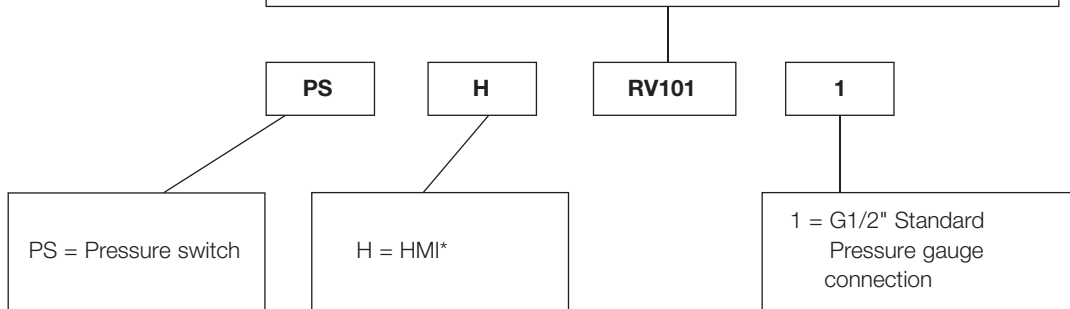 PS H RV101 1
PS = Pressure switch
H = HMI*
1 = G1/2" Standard
Pressure gauge
connection